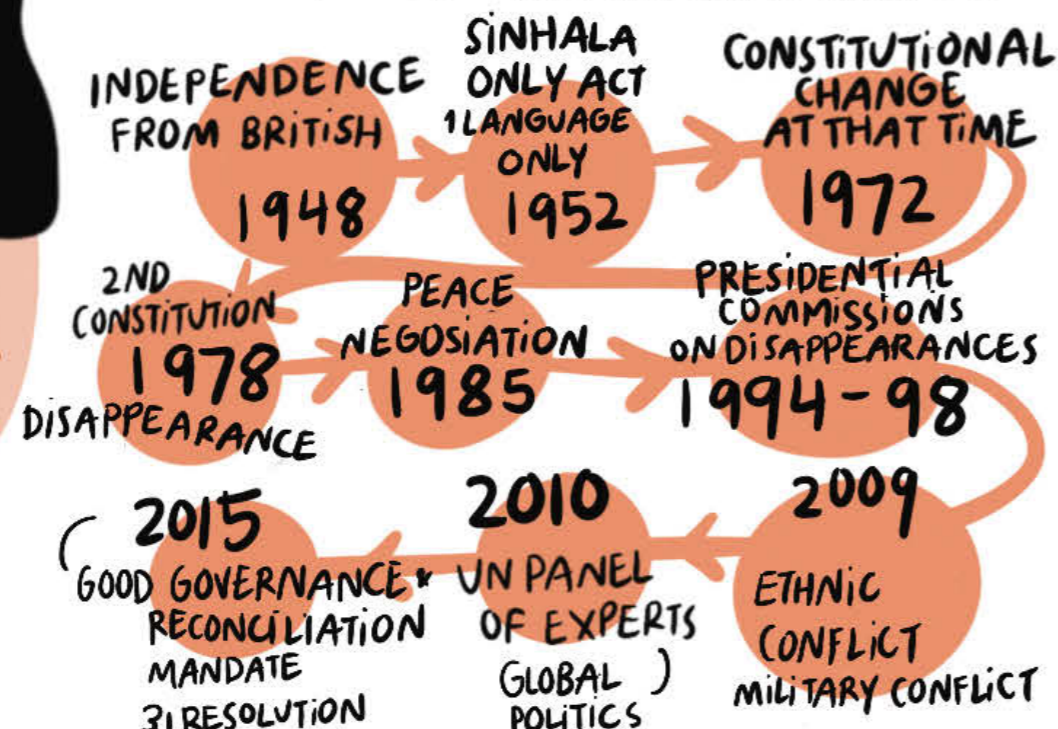 INDEPENDENCE
FROM BRITISH
1948
SINHALA
ONLY ACT
1 LANGUAGE
ONLY
1952
CONSTITUTIONAL
CHANGE
AT THAT TIME
1972
2ND
CONSTITUTION
1978
DISAPPEARANCE
PEACE
NEGOSIATION
1985
PRESIDENTIAL
COMMISSIONS
ON DISAPPEARANCES
1994-98
2009
ETHNIC
CONFLICT
MILITARY CONFLICT
2010
UN PANEL
OF EXPERTS
GLOBAL )
POLITICS
2015
( GOOD GOVERNANCE *
RECONCILIATION
MANDATE
31 RESOLUTION